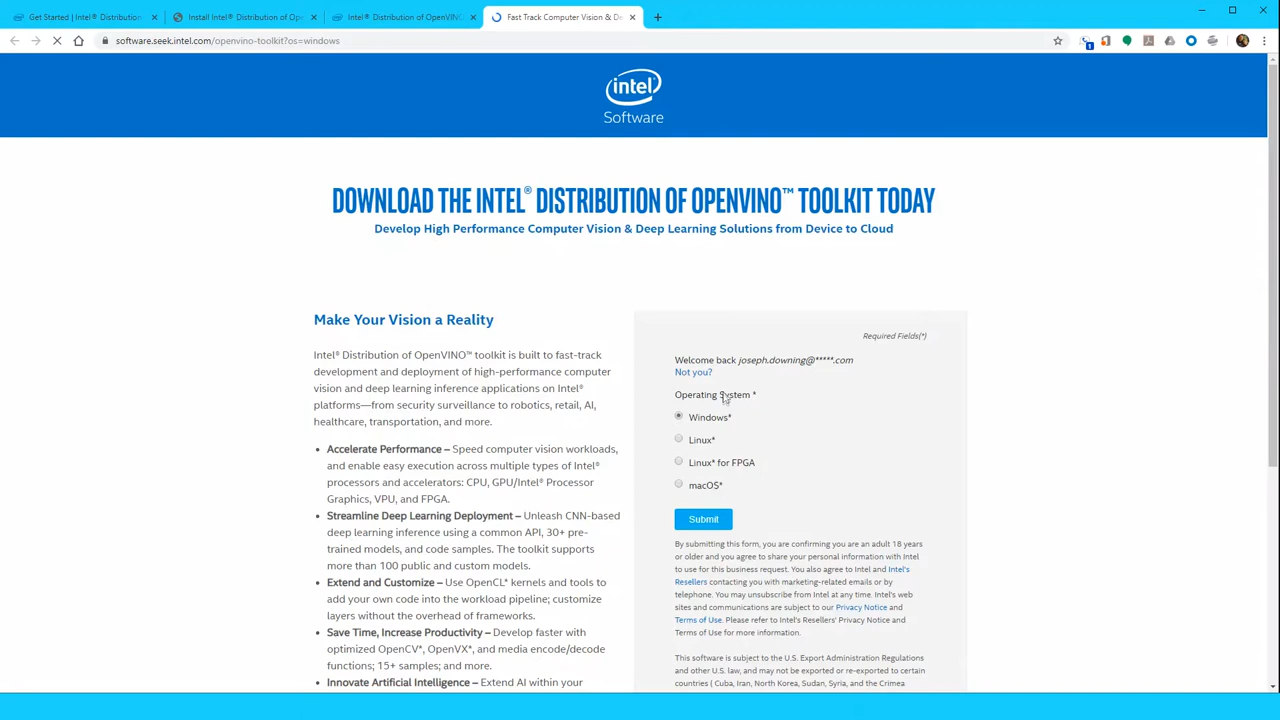 Get Started | Intel® Distribution
Install Intel® Distribution of Ope
Intel® Distribution of OpenVINO
Fast Track Computer Vision & De
software.seek.intel.com/openvino-toolkit?os=windows
1
intel
Software
DOWNLOAD THE INTEL® DISTRIBUTION OF OPENVINO™ TOOLKIT TODAY
Develop High Performance Computer Vision & Deep Learning Solutions from Device to Cloud
Make Your Vision a Reality
Intel® Distribution of OpenVINO™ toolkit is built to fast-track
development and deployment of high-performance computer
vision and deep learning inference applications on Intel®
platforms—from security surveillance to robotics, retail, AI,
healthcare, transportation, and more.
• Accelerate Performance – Speed computer vision workloads,
and enable easy execution across multiple types of Intel®
processors and accelerators: CPU, GPU/Intel® Processor
Graphics, VPU, and FPGA.
• Streamline Deep Learning Deployment – Unleash CNN-based
deep learning inference using a common API, 30+ pre-
trained models, and code samples. The toolkit supports
more than 100 public and custom models.
• Extend and Customize – Use OpenCL* kernels and tools to
add your own code into the workload pipeline; customize
layers without the overhead of frameworks.
• Save Time, Increase Productivity – Develop faster with
optimized OpenCV*, OpenVX*, and media encode/decode
functions; 15+ samples; and more.
• Innovate Artificial Intelligence – Extend AI within your
Required Fields(*)
Welcome back joseph.downing@*****.com
Not you?
Operating System *
Windows*
Linux*
Linux* for FPGA
macOS*
Submit
By submitting this form, you are confirming you are an adult 18 years
or older and you agree to share your personal information with Intel
to use for this business request. You also agree to Intel and Intel's
Resellers contacting you with marketing-related emails or by
telephone. You may unsubscribe from Intel at any time. Intel's web
sites and communications are subject to our Privacy Notice and
Terms of Use. Please refer to Intel's Resellers' Privacy Notice and
Terms of Use for more information.
This software is subject to the U.S. Export Administration Regulations
and other U.S. law, and may not be exported or re-exported to certain
countries ( Cuba, Iran, North Korea, Sudan, Syria, and the Crimea